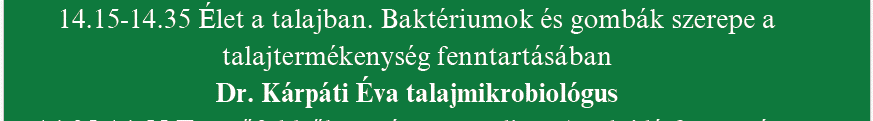 14.15-14.35 Élet a talajban. Baktériumok és gombák szerepe a
talajtermékenység fenntartásában
Dr. Kárpáti Éva talajmikrobiológus